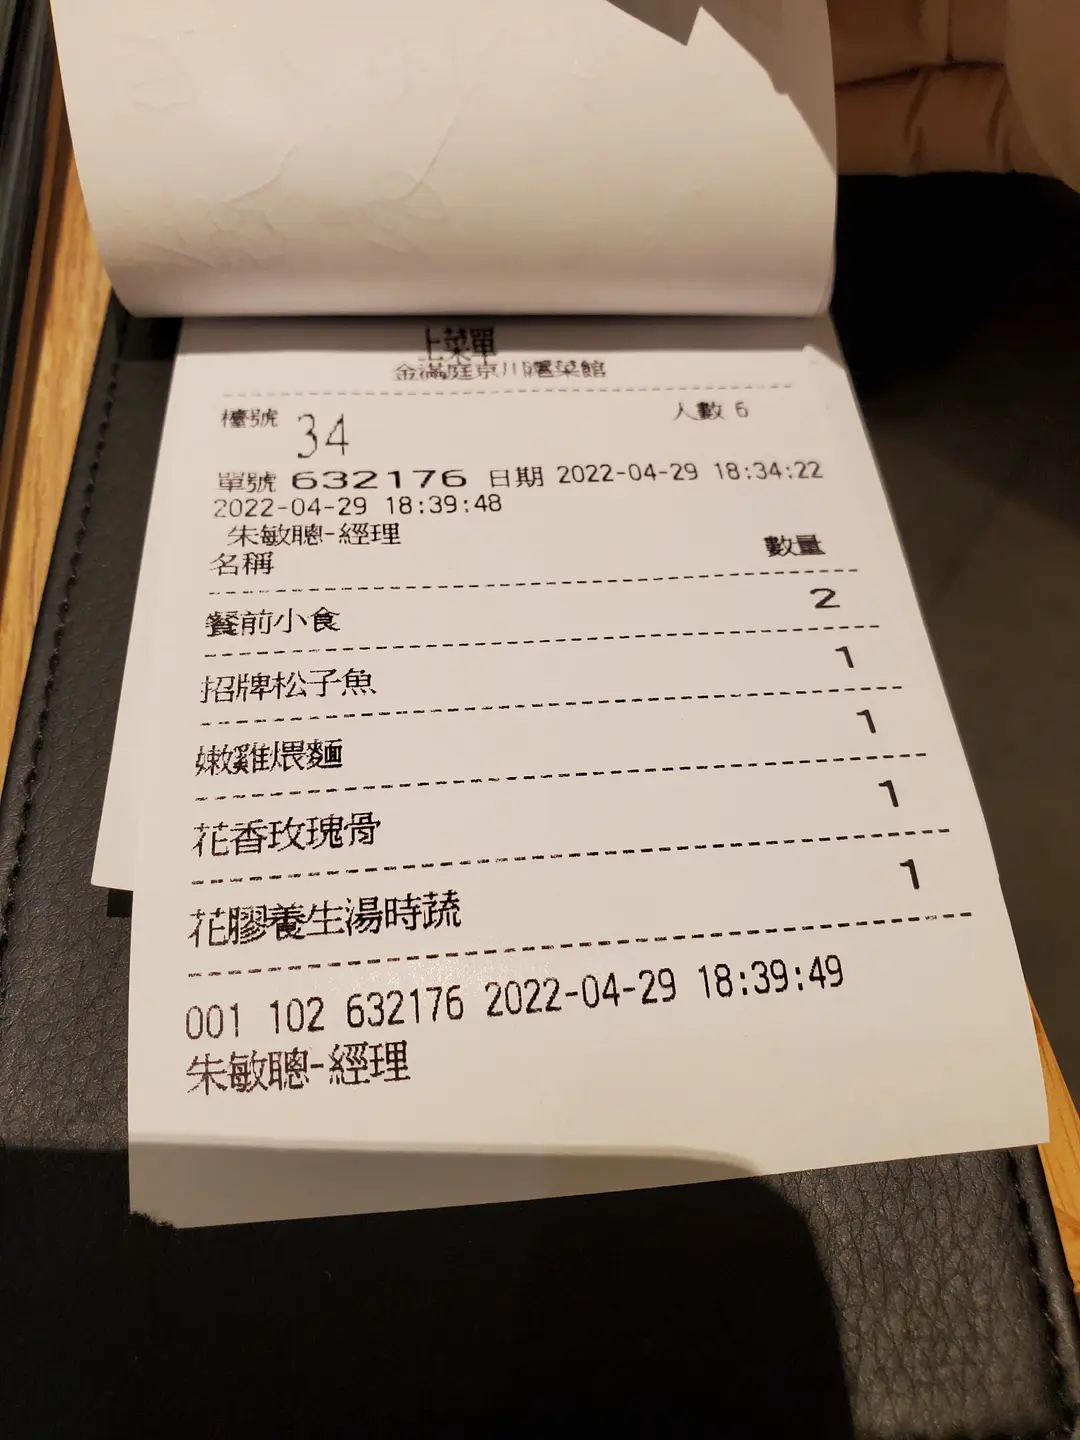 上菜單
金滿庭京川滬菜館
檯號 34 人數 6
單號 632176 日期 2022-04-29 18:34:22
2022-04-29 18:39:48
朱敏聰-經理
名稱 數量
餐前小食 2
招牌松子魚 1
嫩雞煨麵 1
花香玫瑰骨 1
花膠養生湯時蔬 1
001 102 632176 2022-04-29 18:39:49
朱敏聰-經理